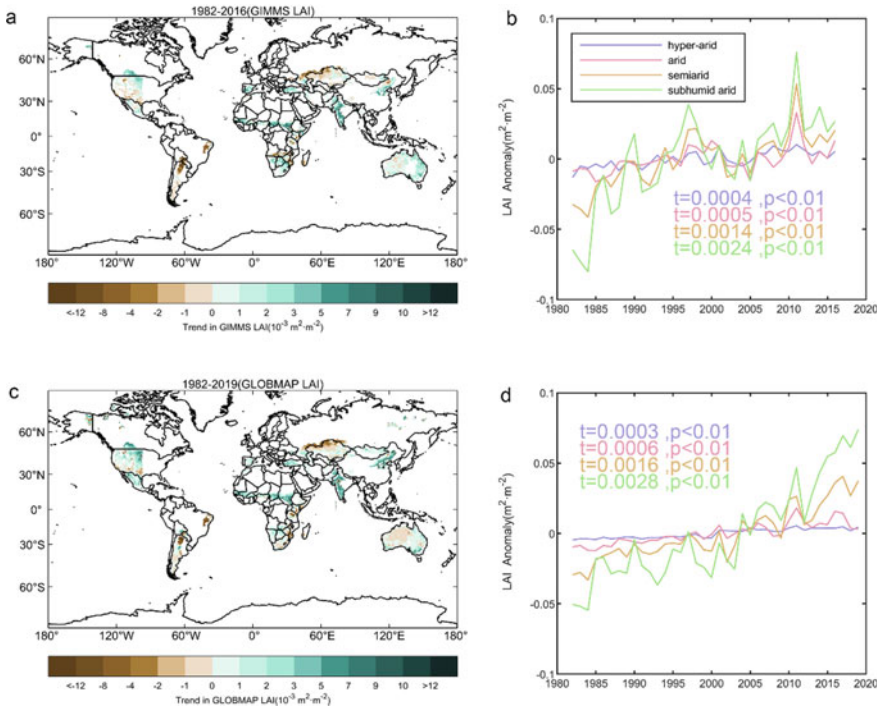 a
1982-2016(GIMMS LAI)
60°N
30°N
0°
30°S
60°S
180°
120°W
60°W
0°
60°E
120°E
180°
<-12 -8 -4 -2 -1 0 1 2 3 5 7 9 10 >12
Trend in GIMMS LAI(10⁻³ m²·m⁻²)
b
LAI Anomaly(m²·m⁻²)
0.1
0.05
0
-0.05
-0.1
hyper-arid
arid
semiarid
subhumid arid
t=0.0004 ,p<0.01
t=0.0005 ,p<0.01
t=0.0014 ,p<0.01
t=0.0024 ,p<0.01
1980 1985 1990 1995 2000 2005 2010 2015 2020
c
1982-2019(GLOBMAP LAI)
60°N
30°N
0°
30°S
60°S
180°
120°W
60°W
0°
60°E
120°E
180°
<-12 -8 -4 -2 -1 0 1 2 3 5 7 9 10 >12
Trend in GLOBMAP LAI(10⁻³ m²·m⁻²)
d
LAI Anomaly(m²·m⁻²)
0.1
0.05
0
-0.05
-0.1
t=0.0003 ,p<0.01
t=0.0006 ,p<0.01
t=0.0016 ,p<0.01
t=0.0028 ,p<0.01
1980 1985 1990 1995 2000 2005 2010 2015 2020